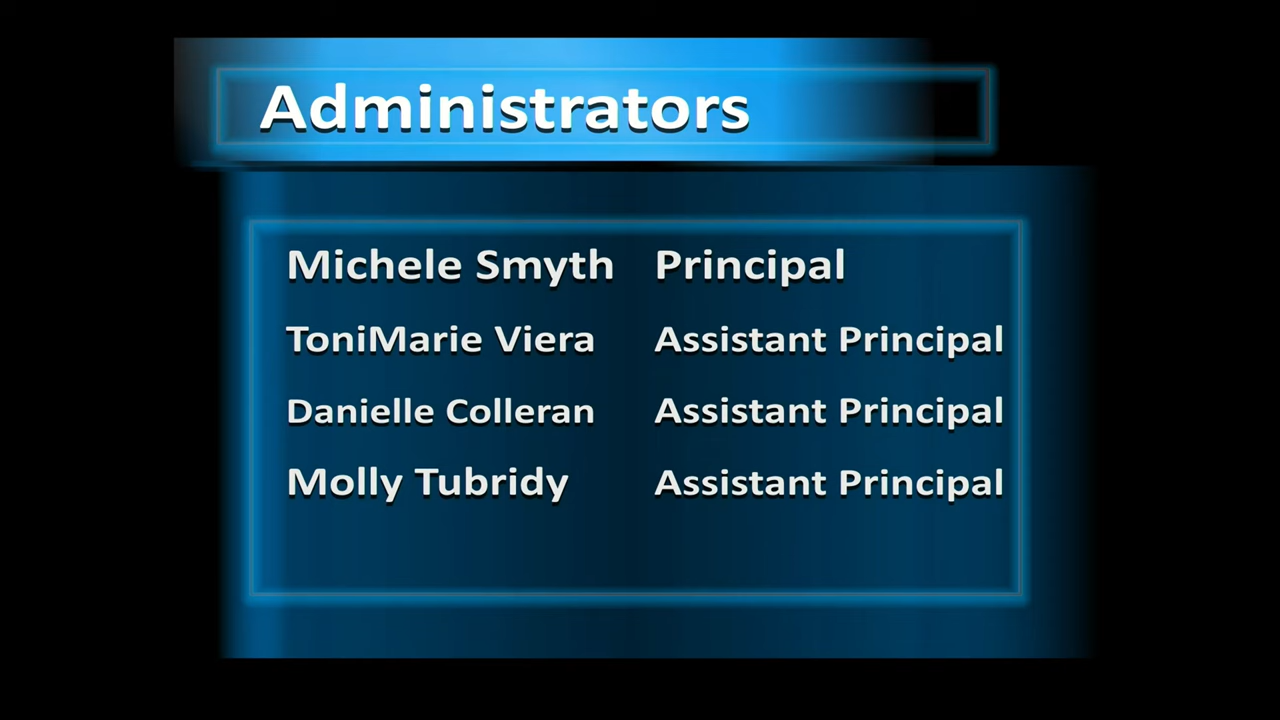 Administrators
Michele Smyth Principal
ToniMarie Viera Assistant Principal
Danielle Colleran Assistant Principal
Molly Tubridy Assistant Principal